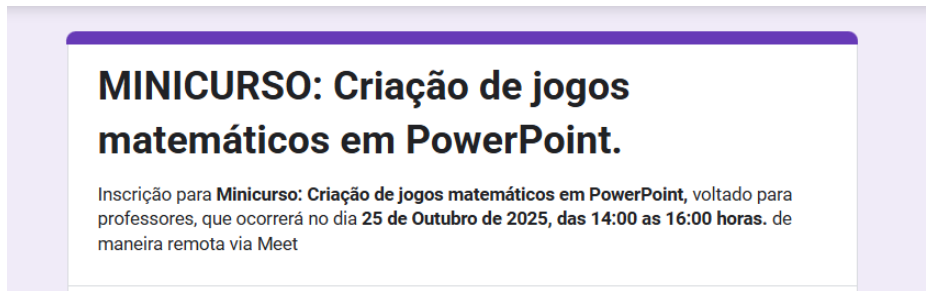 MINICURSO: Criação de jogos
matemáticos em PowerPoint.
Inscrição para Minicurso: Criação de jogos matemáticos em PowerPoint, voltado para
professores, que ocorrerá no dia 25 de Outubro de 2025, das 14:00 as 16:00 horas. de
maneira remota via Meet